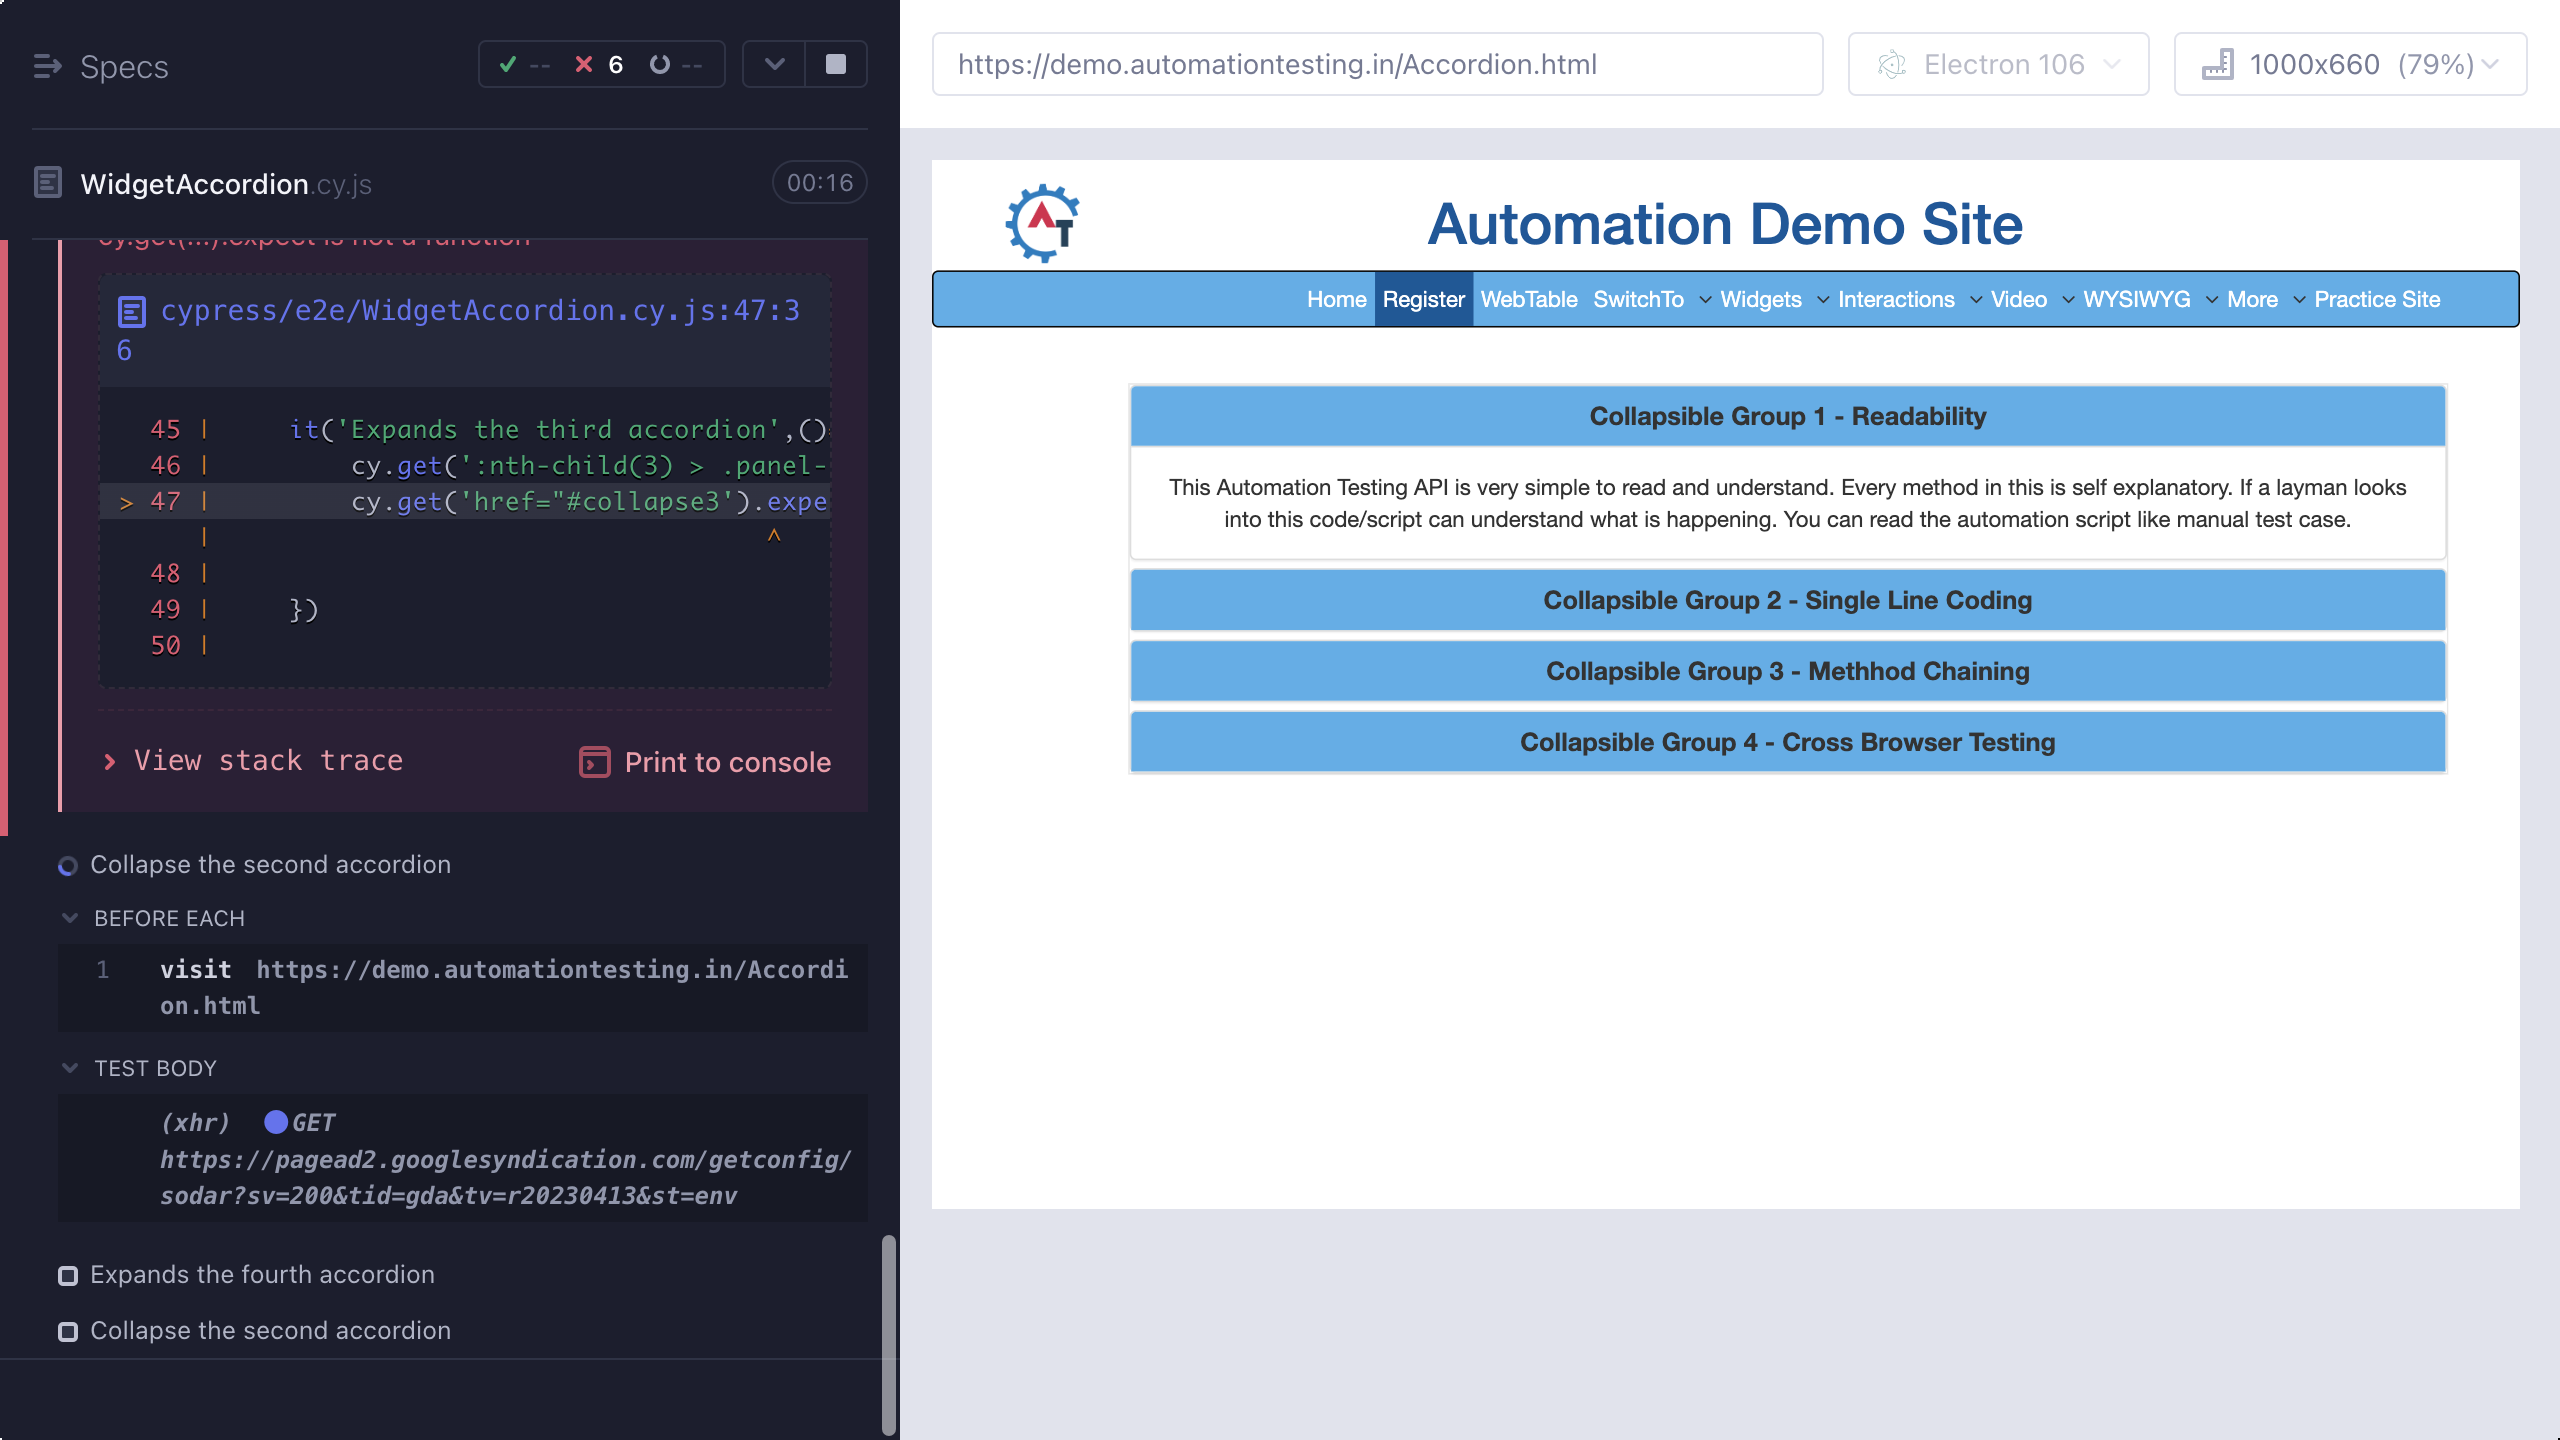 Specs
-- 6 --
WidgetAccordion.cy.js
00:16
cy.get(...).expect is not a function
cypress/e2e/WidgetAccordion.cy.js:47:3
6
45 | it('Expands the third accordion',()=
46 | cy.get(':nth-child(3) > .panel-
> 47 | cy.get('href="#collapse3').expe
| ^
48 |
49 | })
50 |
View stack trace
Print to console
Collapse the second accordion
BEFORE EACH
1 visit https://demo.automationtesting.in/Accordi
on.html
TEST BODY
(xhr) GET
https://pagead2.googlesyndication.com/getconfig/
sodar?sv=200&tid=gda&tv=r20230413&st=env
Expands the fourth accordion
Collapse the second accordion
https://demo.automationtesting.in/Accordion.html
Electron 106
1000x660 (79%)
AT
Automation Demo Site
Home Register WebTable SwitchTo Widgets Interactions Video WYSIWYG More Practice Site
Collapsible Group 1 - Readability
This Automation Testing API is very simple to read and understand. Every method in this is self explanatory. If a layman looks
into this code/script can understand what is happening. You can read the automation script like manual test case.
Collapsible Group 2 - Single Line Coding
Collapsible Group 3 - Methhod Chaining
Collapsible Group 4 - Cross Browser Testing